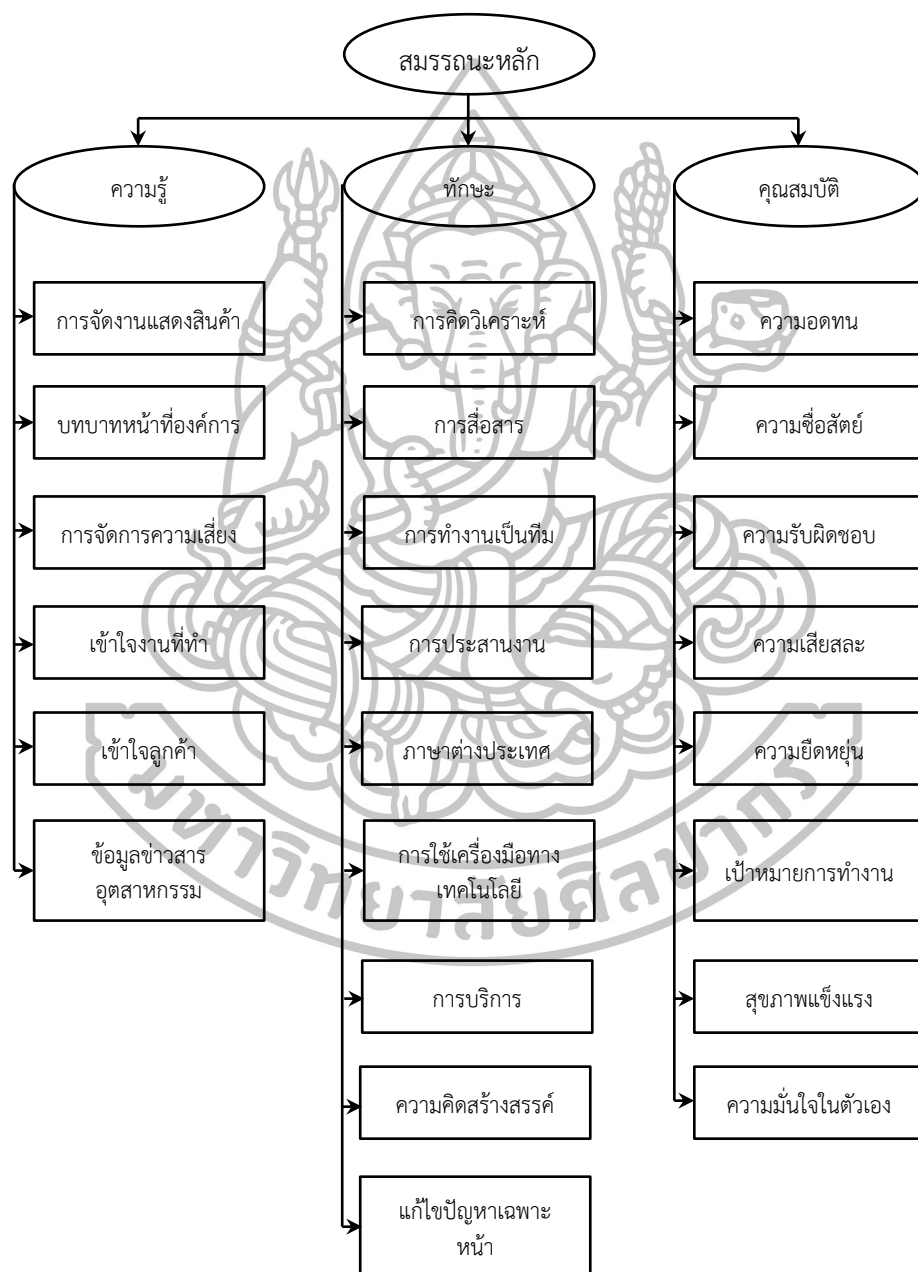 สมรรถนะหลัก
ความรู้
ทักษะ
คุณสมบัติ
การจัดงานแสดงสินค้า
บทบาทหน้าที่องค์การ
การจัดการความเสี่ยง
เข้าใจงานที่ทำ
เข้าใจลูกค้า
ข้อมูลข่าวสาร
อุตสาหกรรม
การคิดวิเคราะห์
การสื่อสาร
การทำงานเป็นทีม
การประสานงาน
ภาษาต่างประเทศ
การใช้เครื่องมือทาง
เทคโนโลยี
การบริการ
ความคิดสร้างสรรค์
แก้ไขปัญหาเฉพาะ
หน้า
ความอดทน
ความซื่อสัตย์
ความรับผิดชอบ
ความเสียสละ
ความยืดหยุ่น
เป้าหมายการทำงาน
สุขภาพแข็งแรง
ความมั่นใจในตัวเอง
มหาวิทยาลัยศิลปากร